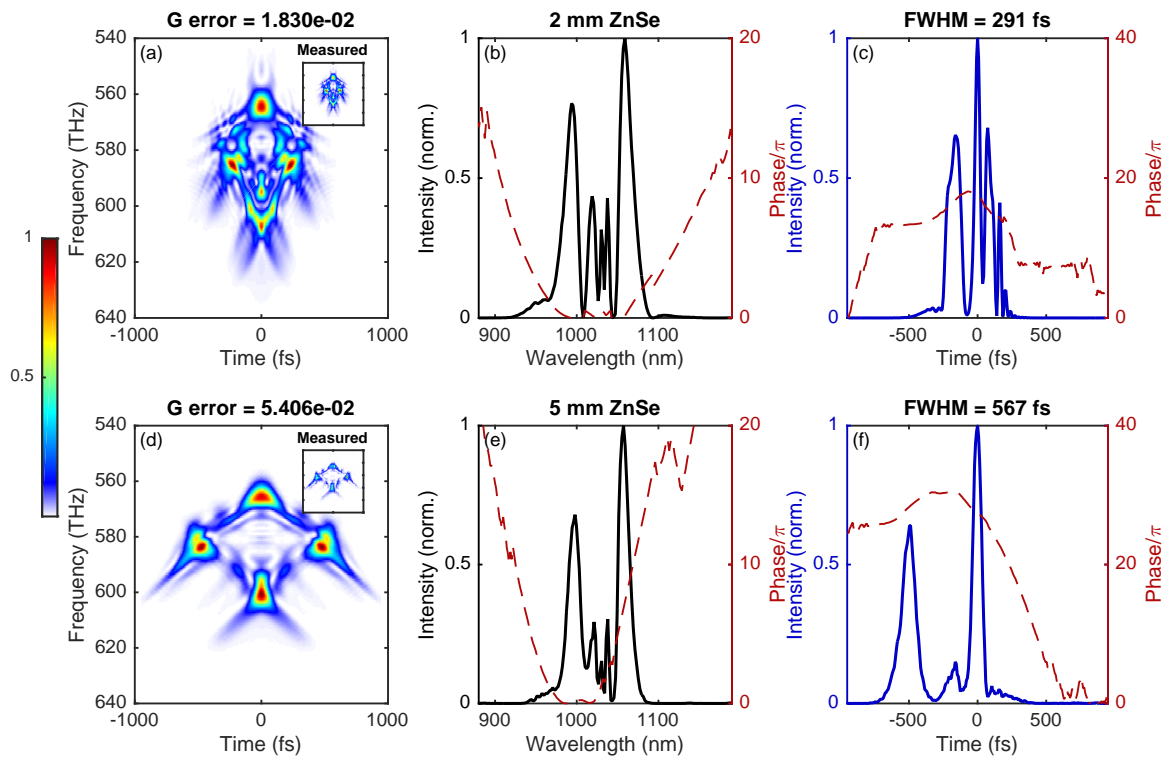 G error = 1.830e-02
2 mm ZnSe
FWHM = 291 fs
(a)
Measured
540
560
580
600
620
640
Frequency (THz)
-1000
0
1000
Time (fs)
(b)
1
0.5
0
Intensity (norm.)
20
10
0
Phase/π
900
1000
1100
Wavelength (nm)
(c)
1
0.5
0
Intensity (norm.)
40
20
0
Phase/π
-500
0
500
Time (fs)
1
0.5
G error = 5.406e-02
5 mm ZnSe
FWHM = 567 fs
(d)
Measured
540
560
580
600
620
640
Frequency (THz)
-1000
0
1000
Time (fs)
(e)
1
0.5
0
Intensity (norm.)
20
10
0
Phase/π
900
1000
1100
Wavelength (nm)
(f)
1
0.5
0
Intensity (norm.)
40
20
0
Phase/π
-500
0
500
Time (fs)